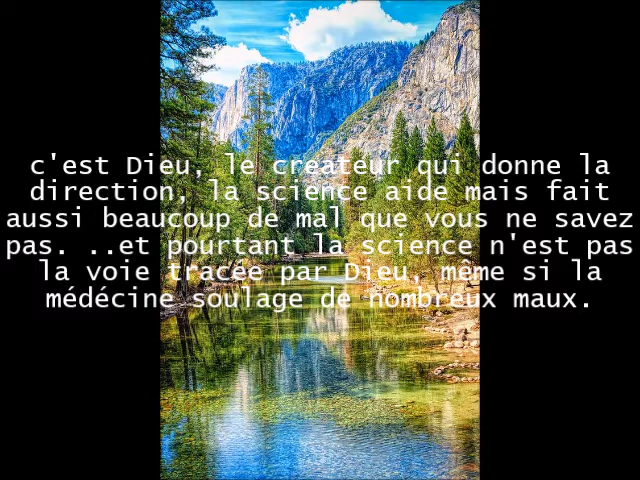 c'est Dieu, le créateur qui donne la
direction, la science aide mais fait
aussi beaucoup de mal que vous ne savez
pas. ..et pourtant la science n'est pas
la voie tracée par Dieu, même si la
médécine soulage de nombreux maux.